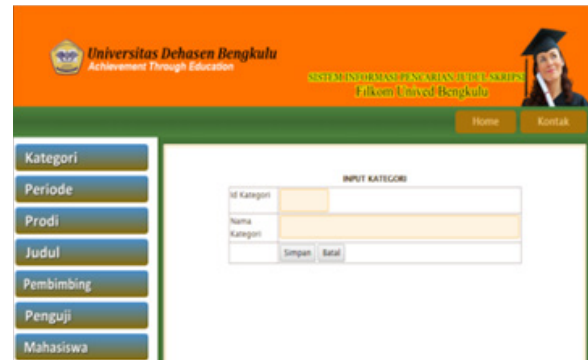 Universitas Dehasen Bengkulu
Achievement Through Education
SISTEM INFORMASI PENCARIAN JUDUL SKRIPSI
Filkom Unived Bengkulu
Home
Kontak
Kategori
Periode
Prodi
Judul
Pembimbing
Penguji
Mahasiswa
INPUT KATEGORI
Id Kategori
Nama
Kategori
Simpan
Batal